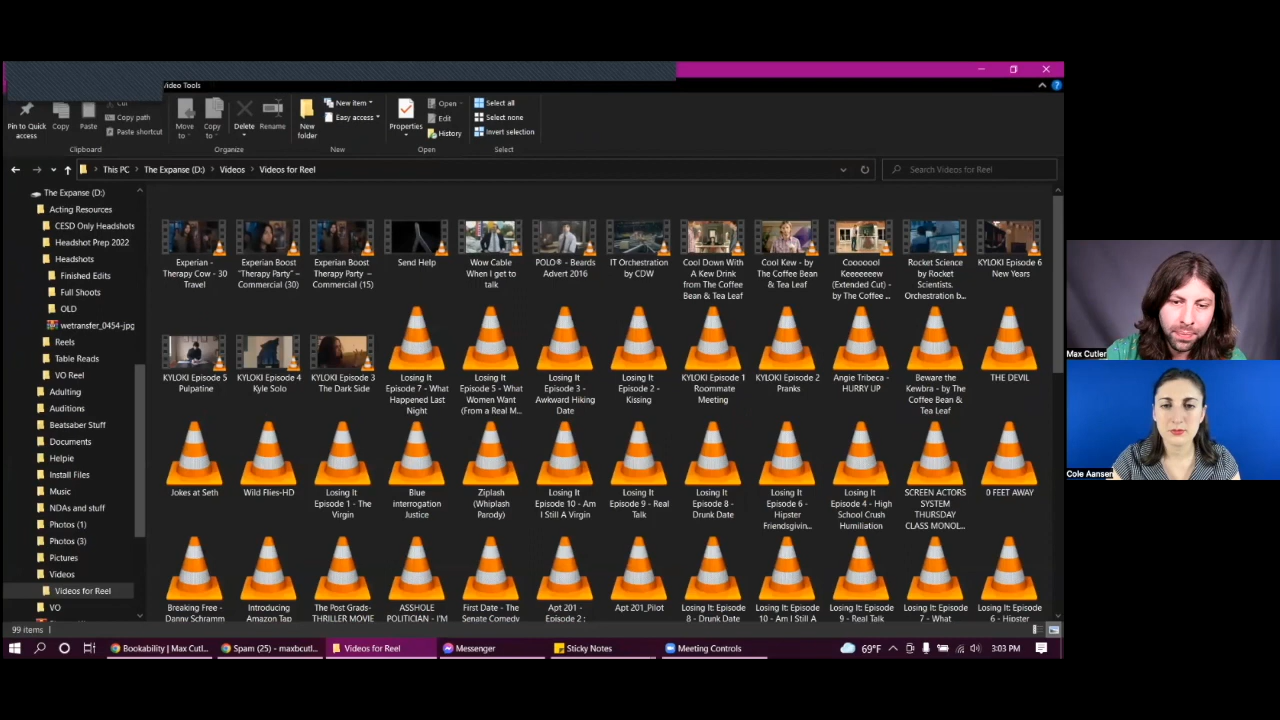 Video Tools
Cut
Copy path
Paste shortcut
Pin to Quick access
Copy
Paste
Clipboard
Move to
Copy to
Delete
Rename
Organize
New folder
New item
Easy access
New
Properties
Open
Edit
History
Open
Select all
Select none
Invert selection
Select
This PC > The Expanse (D:) > Videos > Videos for Reel
Search Videos for Reel
The Expanse (D:)
Acting Resources
CESD Only Headshots
Headshot Prep 2022
Headshots
Finished Edits
Full Shoots
OLD
wetransfer_0454-jpg
Reels
Table Reads
VO Reel
Adulting
Auditions
Beatsaber Stuff
Documents
Helpie
Install Files
Music
NDAs and stuff
Photos (1)
Photos (3)
Pictures
Videos
Videos for Reel
VO
Experian - Therapy Cow - 30 Travel
Experian Boost "Therapy Party" – Commercial (30)
Experian Boost Therapy Party – Commercial (15)
Send Help
Wow Cable When I get to talk
POLO® - Beards Advert 2016
IT Orchestration by CDW
Cool Down With A Kew Drink from The Coffee Bean & Tea Leaf
Cool Kew - by The Coffee Bean & Tea Leaf
Cooooool Keeeeeeew (Extended Cut) - by The Coffee ...
Rocket Science by Rocket Scientists. Orchestration b...
KYLOKI Episode 6 New Years
KYLOKI Episode 5 Pulpatine
KYLOKI Episode 4 Kyle Solo
KYLOKI Episode 3 The Dark Side
Losing It Episode 7 - What Happened Last Night
Losing It Episode 5 - What Women Want (From a Real M...
Losing It Episode 3 - Awkward Hiking Date
Losing It Episode 2 - Kissing
KYLOKI Episode 1 Roommate Meeting
KYLOKI Episode 2 Pranks
Angie Tribeca - HURRY UP
Beware the Kewbra - by The Coffee Bean & Tea Leaf
THE DEVIL
Jokes at Seth
Wild Flies-HD
Losing It Episode 1 - The Virgin
Blue interrogation Justice
Ziplash (Whiplash Parody)
Losing It Episode 10 - Am I Still A Virgin
Losing It Episode 9 - Real Talk
Losing It Episode 8 - Drunk Date
Losing It Episode 6 - Hipster Friendsgivin...
Losing It Episode 4 - High School Crush Humiliation
SCREEN ACTORS SYSTEM THURSDAY CLASS MONOL...
0 FEET AWAY
Breaking Free - Danny Schramm
Introducing Amazon Tap
The Post Grads- THRILLER MOVIE
ASSHOLE POLITICIAN - I'M
First Date - The Senate Comedy
Apt 201 - Episode 2 :
Apt 201_Pilot
Losing It: Episode 8 - Drunk Date
Losing It: Episode 10 - Am I Still A
Losing It: Episode 9 - Real Talk
Losing It: Episode 7 - What
Losing It: Episode 6 - Hipster
99 items
Bookability | Max Cutl...
Spam (25) - maxbcutl...
Videos for Reel
Messenger
Sticky Notes
Meeting Controls
69°F
3:03 PM
Max Cutler
Cole Aansen